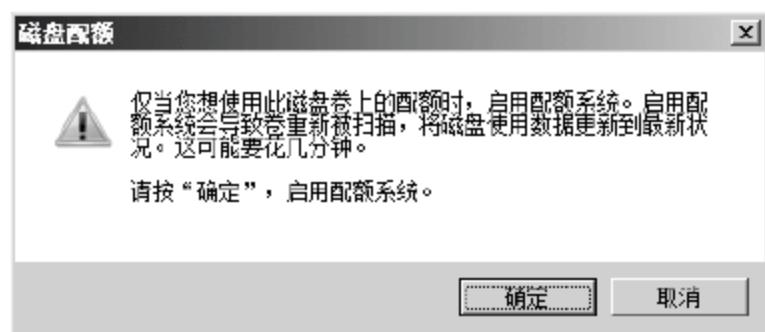 磁盘配额
仅当您想使用此磁盘卷上的配额时，启用配额系统。启用配
额系统会导致卷重新被扫描，将磁盘使用数据更新到最新状
况。这可能要花几分钟。
请按“确定”，启用配额系统。
确定
取消